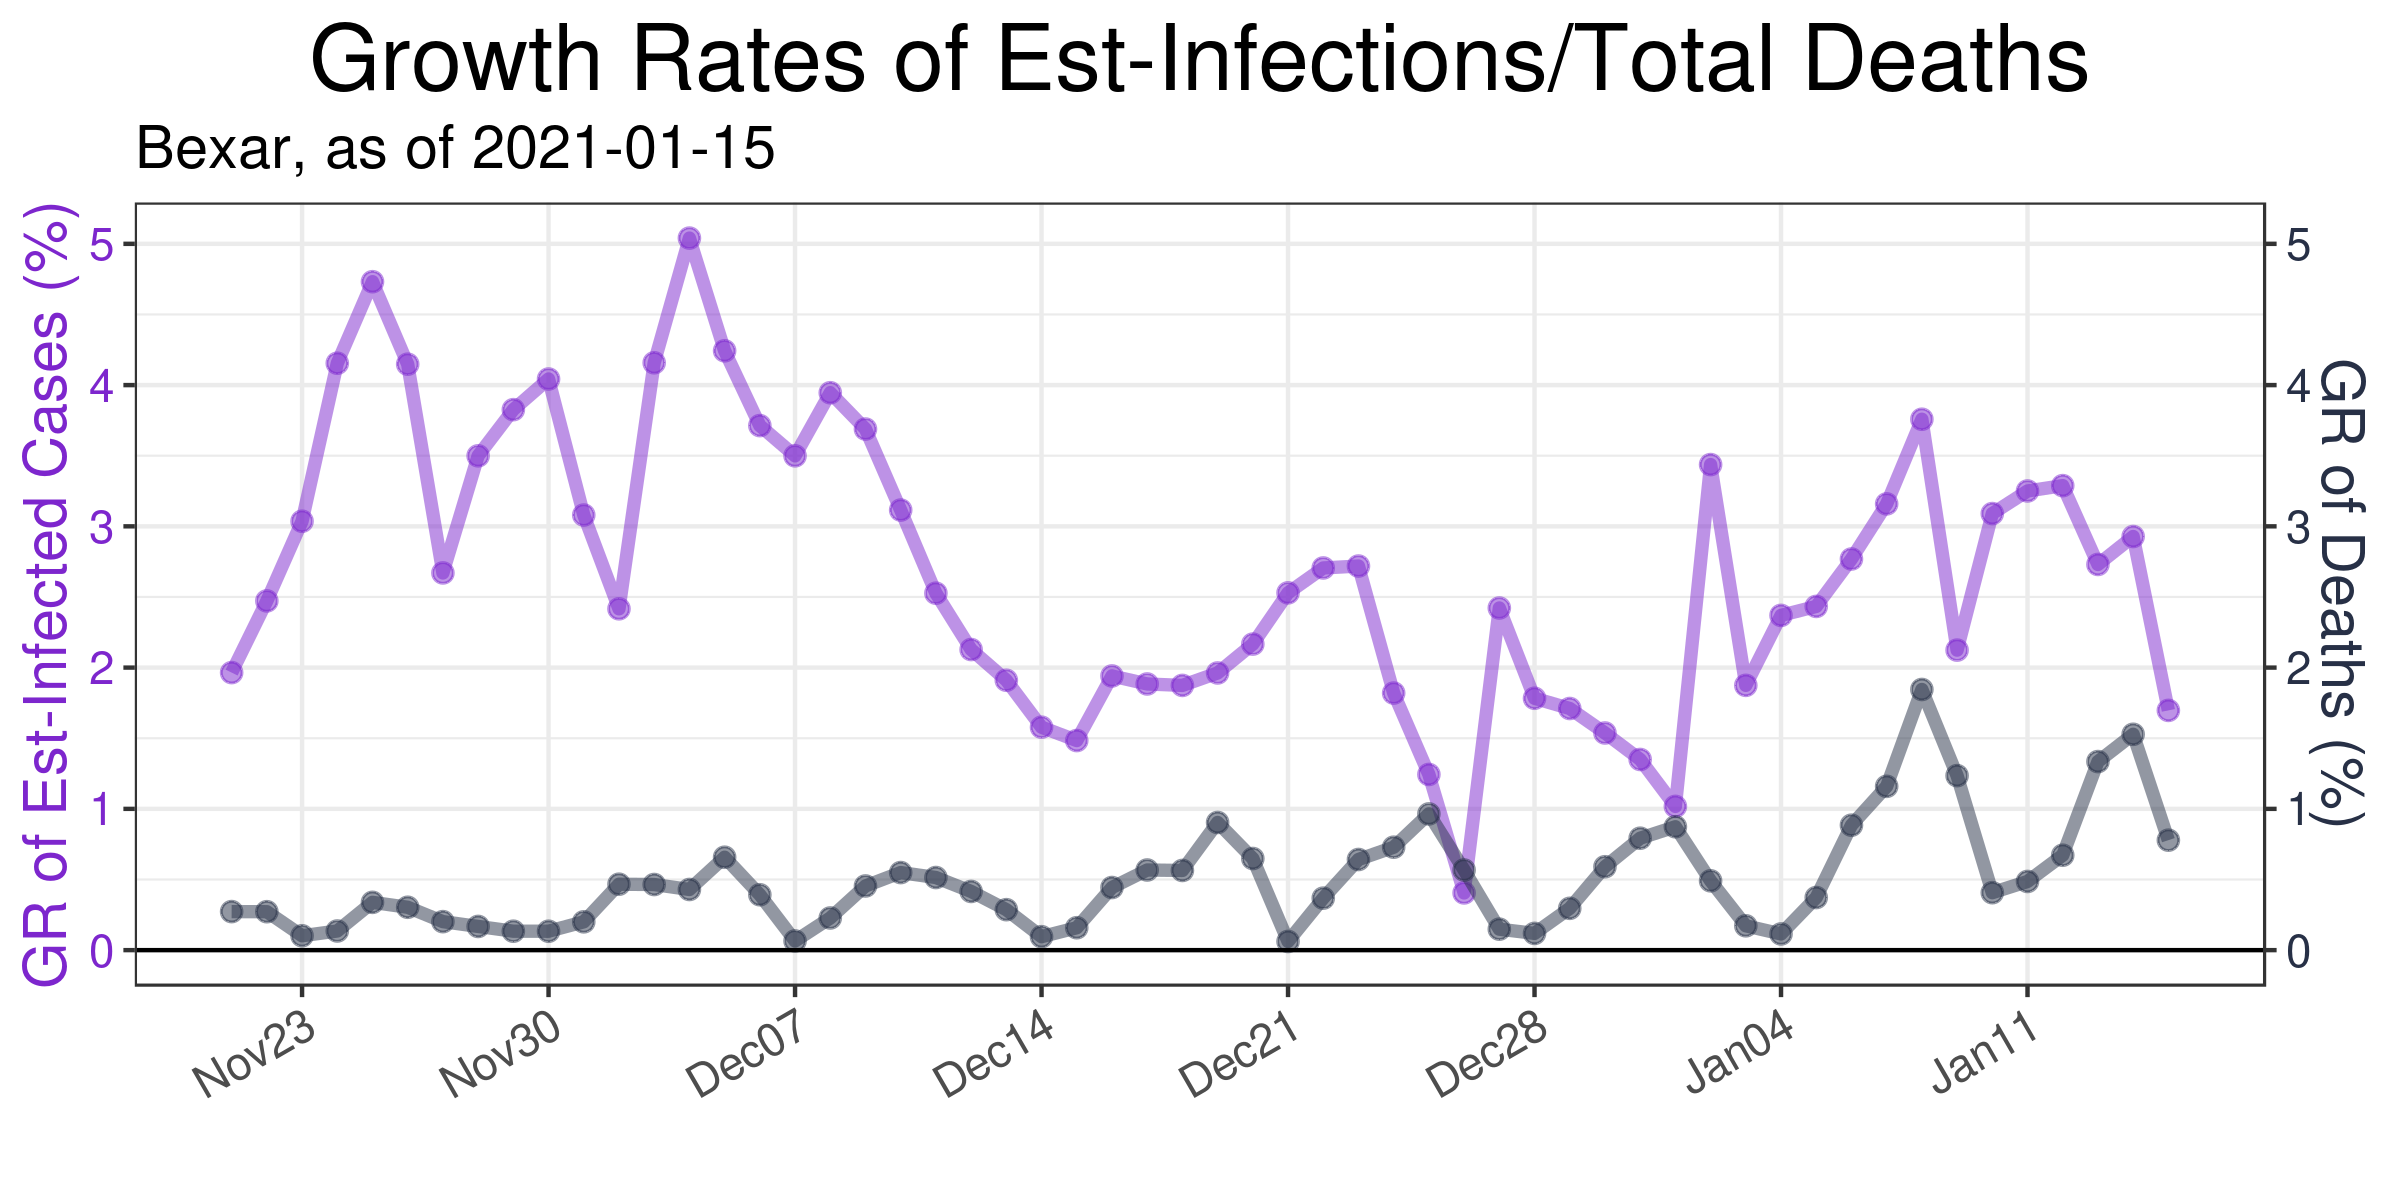 Growth Rates of Est-Infections/Total Deaths
Bexar, as of 2021-01-15
GR of Est-Infected Cases (%)
5
4
3
2
1
0
5
4
3
2
1
0
GR of Deaths (%)
Nov23
Nov30
Dec07
Dec14
Dec21
Dec28
Jan04
Jan11